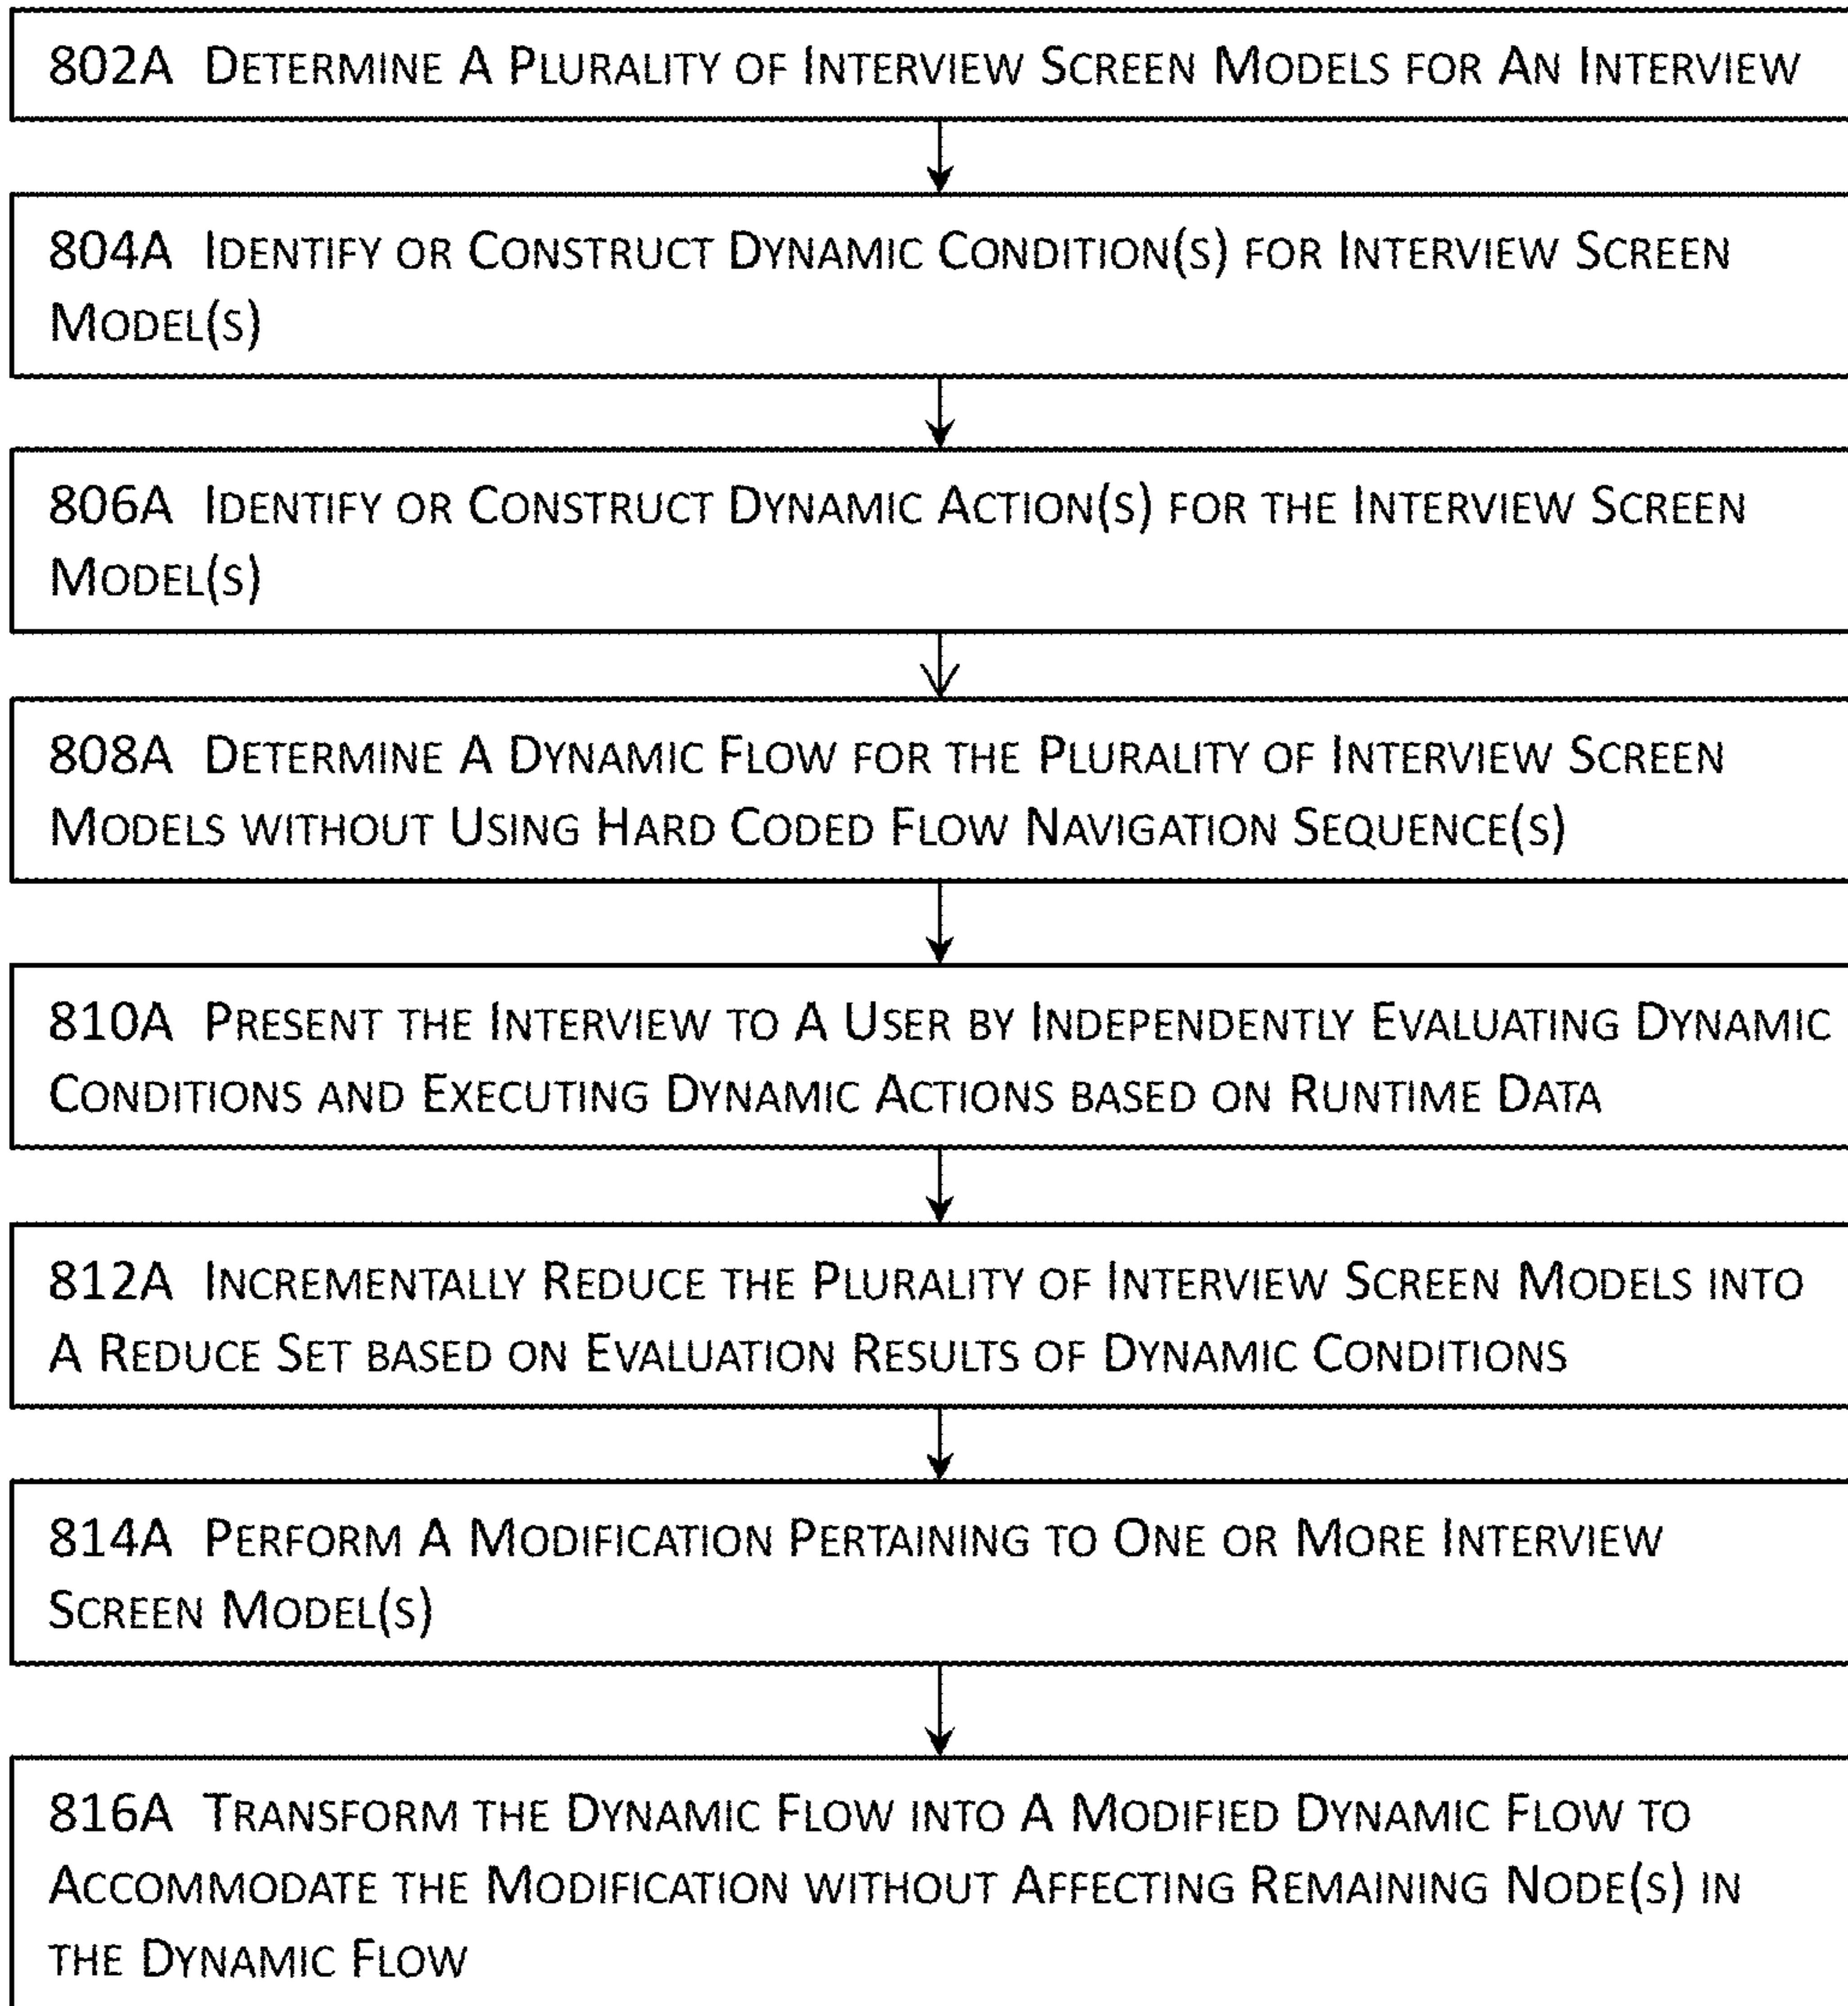 802A DETERMINE A PLURALITY OF INTERVIEW SCREEN MODELS FOR AN INTERVIEW
804A IDENTIFY OR CONSTRUCT DYNAMIC CONDITION(S) FOR INTERVIEW SCREEN
MODEL(S)
806A IDENTIFY OR CONSTRUCT DYNAMIC ACTION(S) FOR THE INTERVIEW SCREEN
MODEL(S)
808A DETERMINE A DYNAMIC FLOW FOR THE PLURALITY OF INTERVIEW SCREEN
MODELS WITHOUT USING HARD CODED FLOW NAVIGATION SEQUENCE(S)
810A PRESENT THE INTERVIEW TO A USER BY INDEPENDENTLY EVALUATING DYNAMIC
CONDITIONS AND EXECUTING DYNAMIC ACTIONS BASED ON RUNTIME DATA
812A INCREMENTALLY REDUCE THE PLURALITY OF INTERVIEW SCREEN MODELS INTO
A REDUCE SET BASED ON EVALUATION RESULTS OF DYNAMIC CONDITIONS
814A PERFORM A MODIFICATION PERTAINING TO ONE OR MORE INTERVIEW
SCREEN MODEL(S)
816A TRANSFORM THE DYNAMIC FLOW INTO A MODIFIED DYNAMIC FLOW TO
ACCOMMODATE THE MODIFICATION WITHOUT AFFECTING REMAINING NODE(S) IN
THE DYNAMIC FLOW